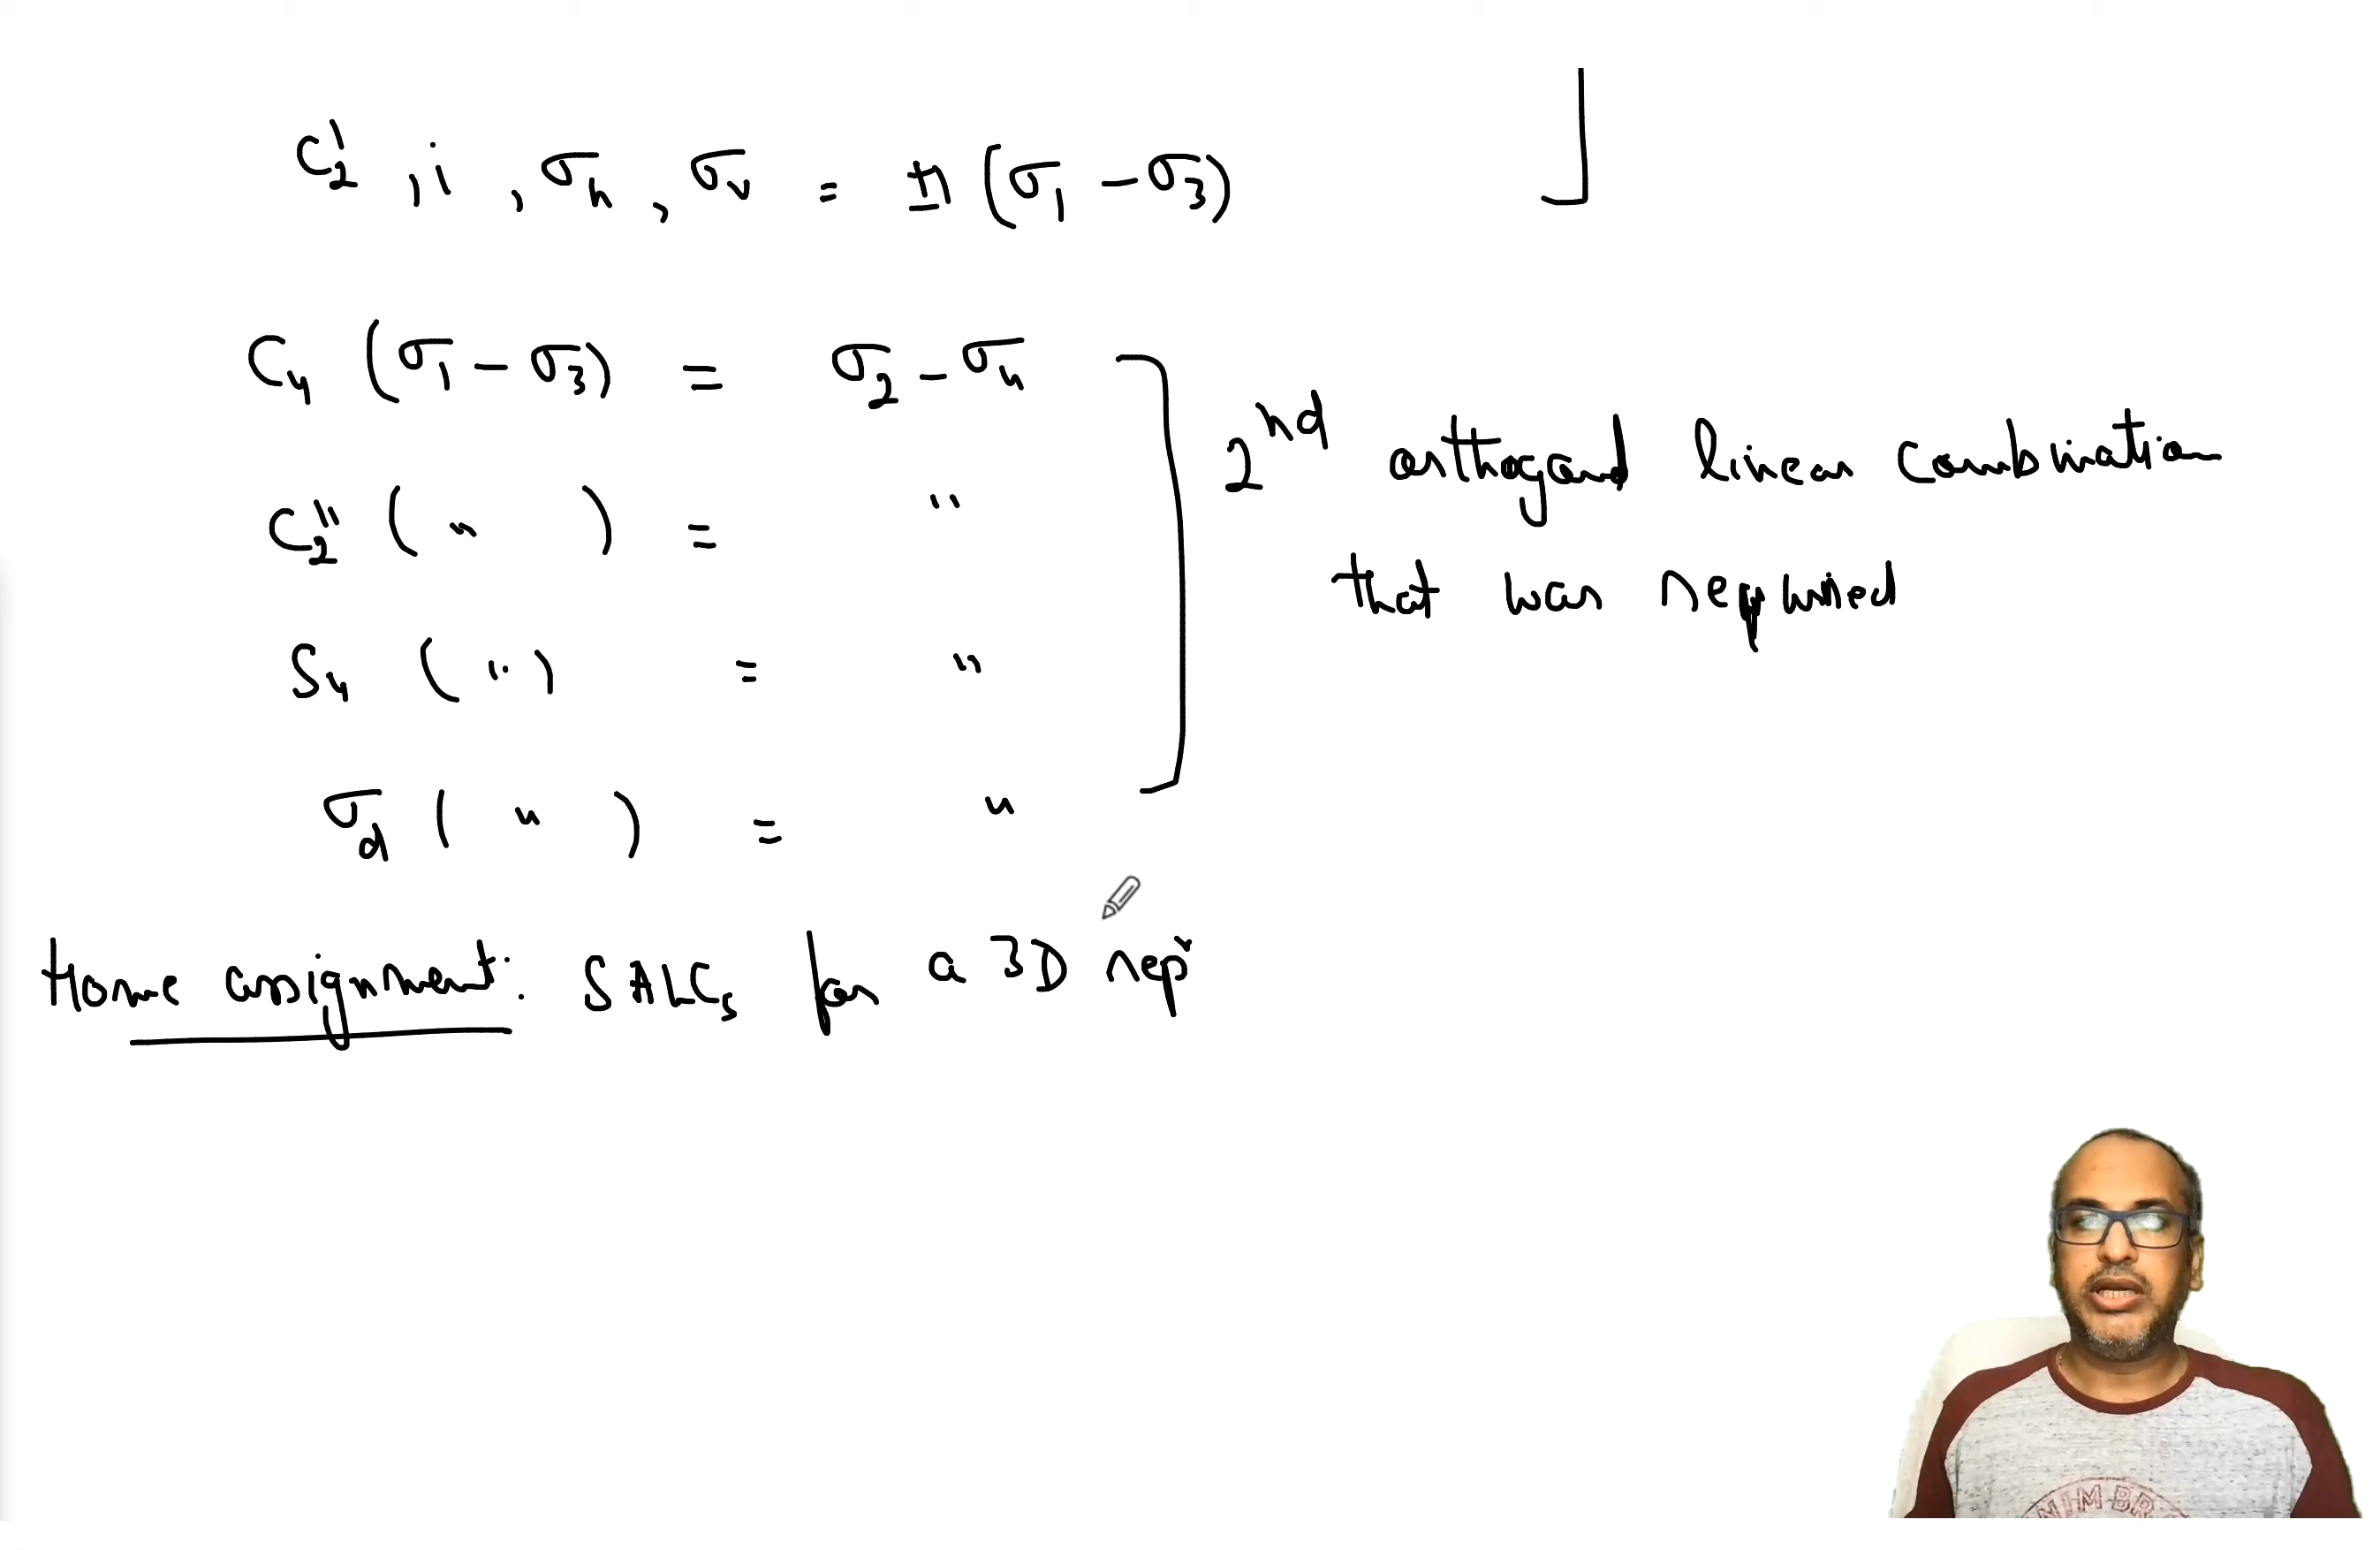 C₂' , i , σh , σv = ±1 (σ₁ – σ₃)
C₄ (σ₁ – σ₃) = σ₂ – σ₄
C₂'' ( " ) = "
S₄ ( " ) = "
σd ( " ) = "
2nd orthogonal linear combination
that was required
Home assignment: SALCs for a 3D repr